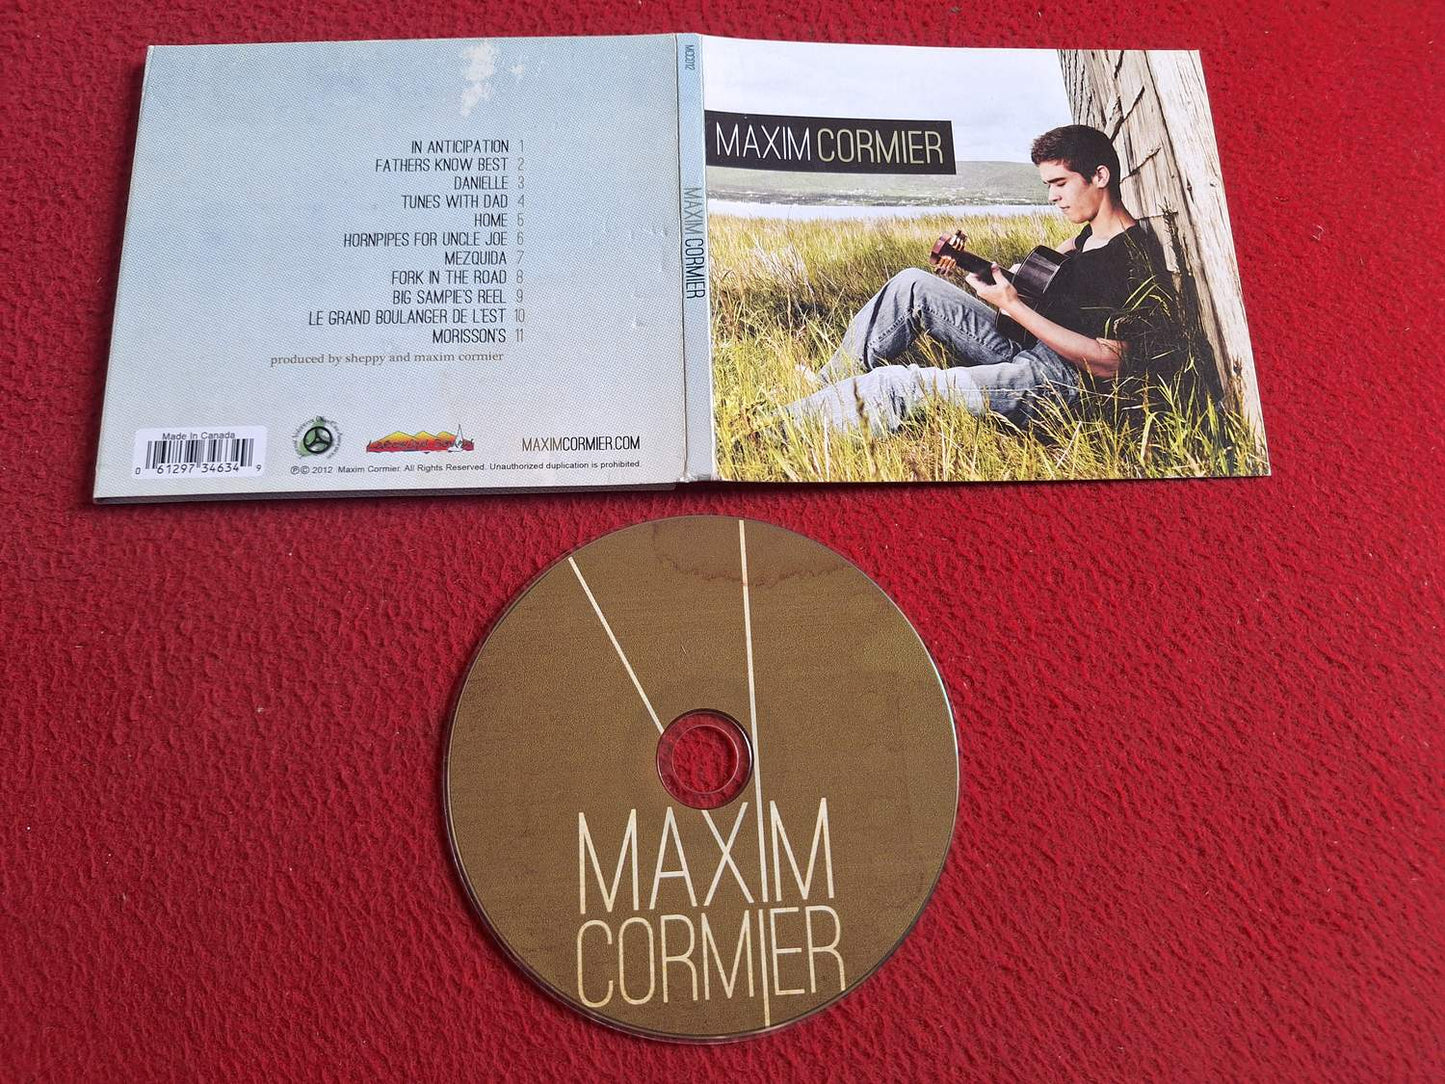 IN ANTICIPATION 1
FATHERS KNOW BEST 2
DANIELLE 3
TUNES WITH DAD 4
HOME 5
HORNPIPES FOR UNCLE JOE 6
MEZQUIDA 7
FORK IN THE ROAD 8
BIG SAMPIE'S REEL 9
LE GRAND BOULANGER DE L'EST 10
MORISSON'S 11
produced by sheppy and maxim cormier
Made In Canada
0 61297 34634 9
MAXIMCORMIER.COM
℗© 2012 Maxim Cormier. All Rights Reserved. Unauthorized duplication is prohibited.
MAXIM CORMIER
MAXIM CORMIER
MAXIM
CORMIER